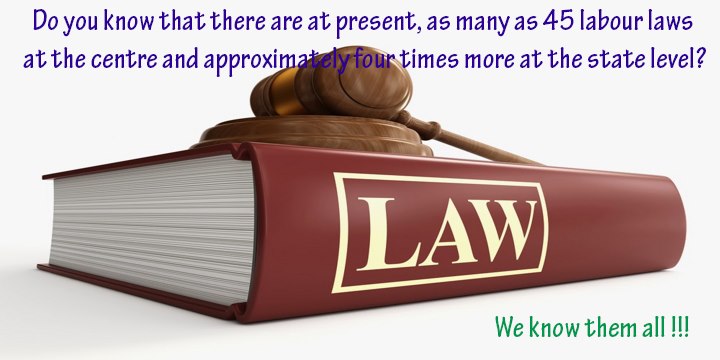 Do you know that there are at present, as many as 45 labour laws
at the centre and approximately four times more at the state level?
LAW
We know them all !!!